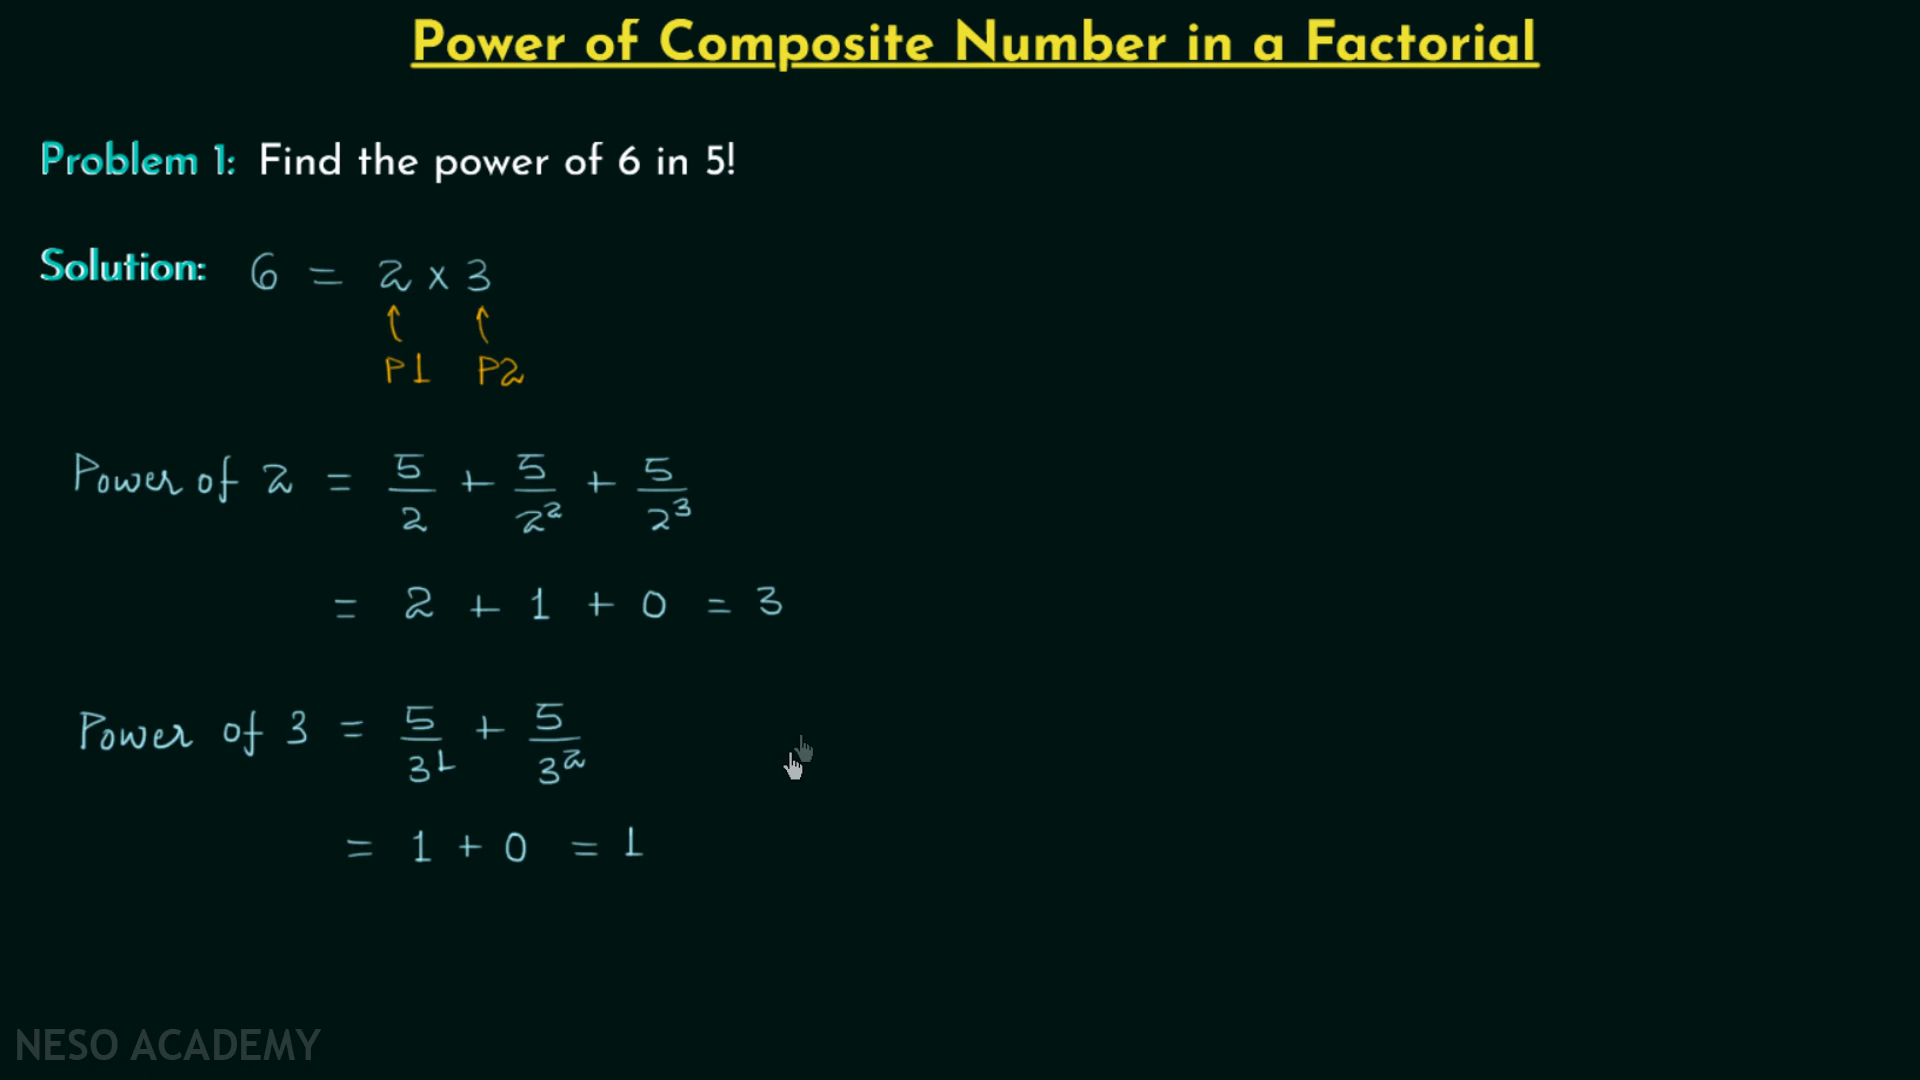 Power of Composite Number in a Factorial
Problem 1: Find the power of 6 in 5!
Solution: 6 = 2 x 3
P1 P2
Power of 2 = 5/2 + 5/2² + 5/2³
= 2 + 1 + 0 = 3
Power of 3 = 5/3¹ + 5/3²
= 1 + 0 = 1
NESO ACADEMY